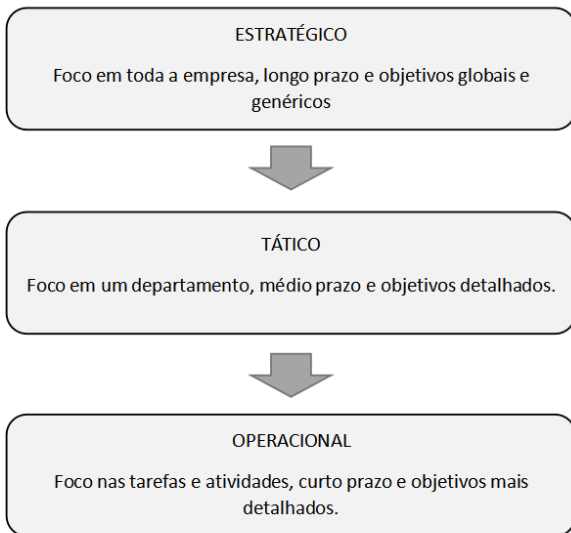 ESTRATÉGICO
Foco em toda a empresa, longo prazo e objetivos globais e
genéricos
TÁTICO
Foco em um departamento, médio prazo e objetivos detalhados.
OPERACIONAL
Foco nas tarefas e atividades, curto prazo e objetivos mais
detalhados.